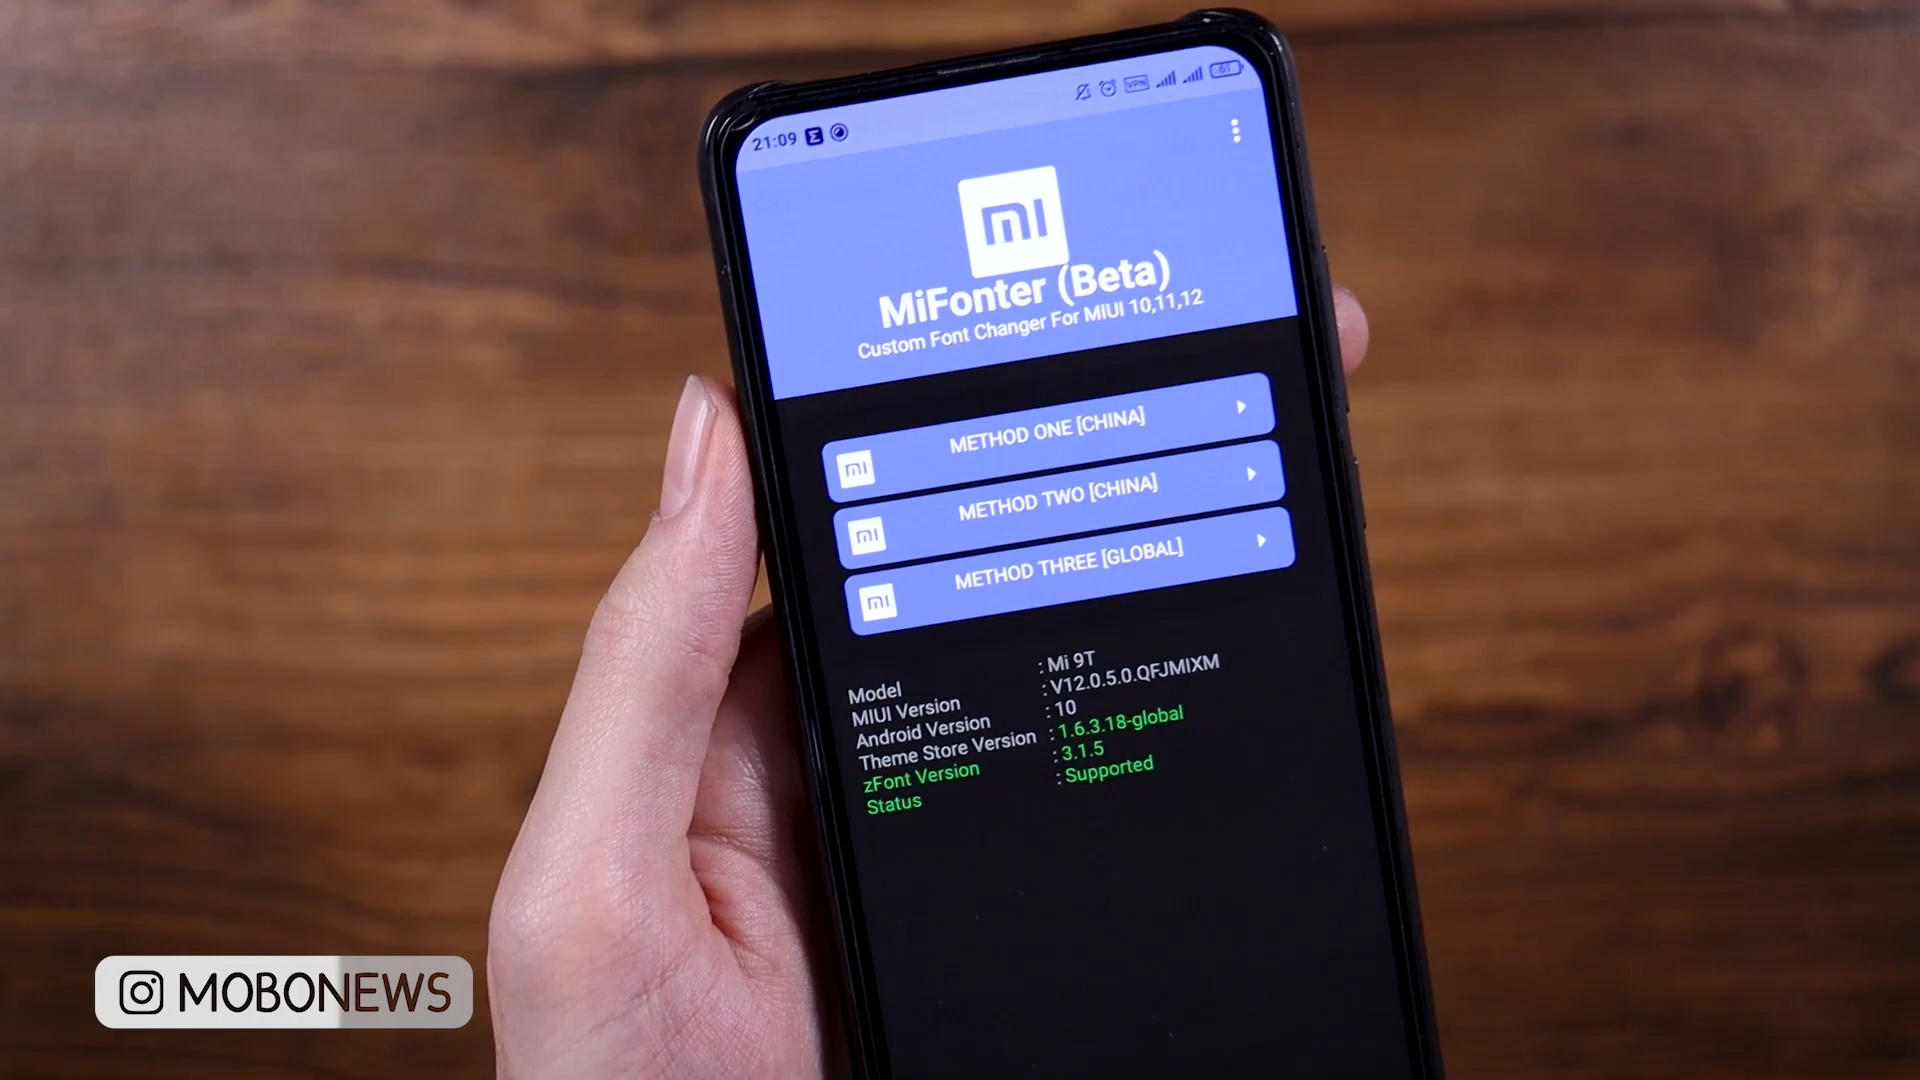 21:09 VPN 61
MiFonter (Beta)
Custom Font Changer For MIUI 10,11,12
METHOD ONE [CHINA]
METHOD TWO [CHINA]
METHOD THREE [GLOBAL]
Model : Mi 9T
MIUI Version : V12.0.5.0.QFJMIXM
Android Version : 10
Theme Store Version : 1.6.3.18-global
zFont Version : 3.1.5
Status : Supported
MOBONEWS